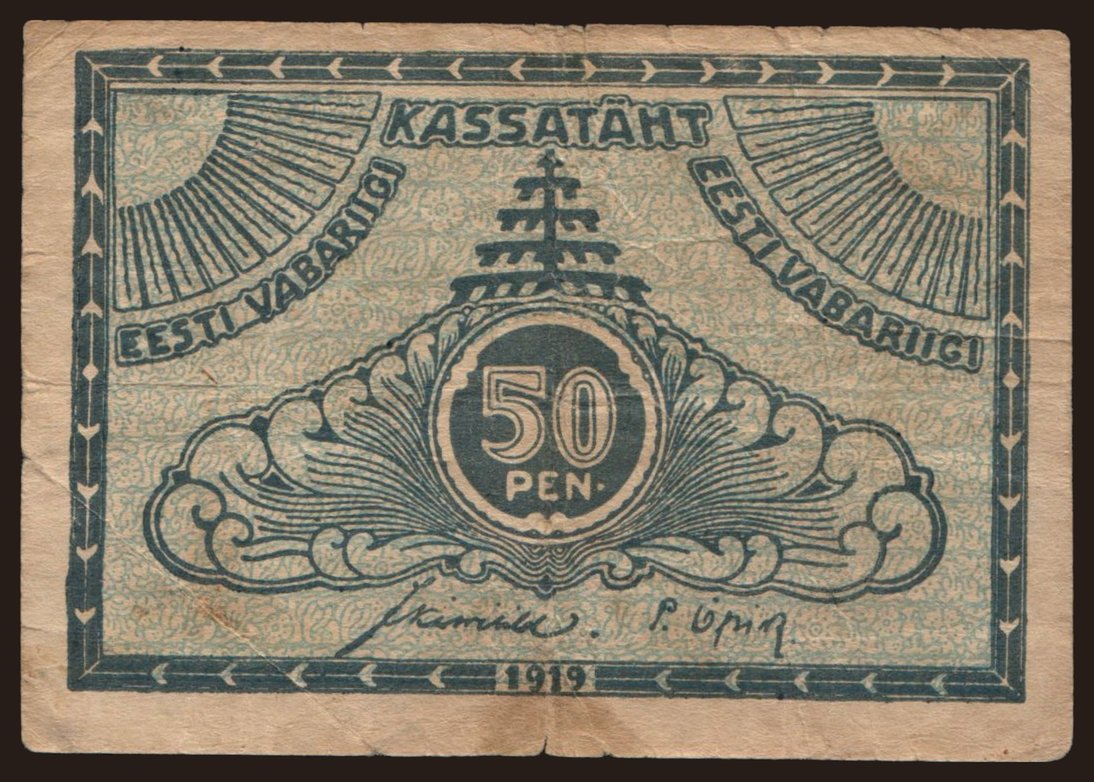 KASSATÄHT
EESTI VABARIIGI
EESTI VABARIIGI
50
PEN.
P.
1919